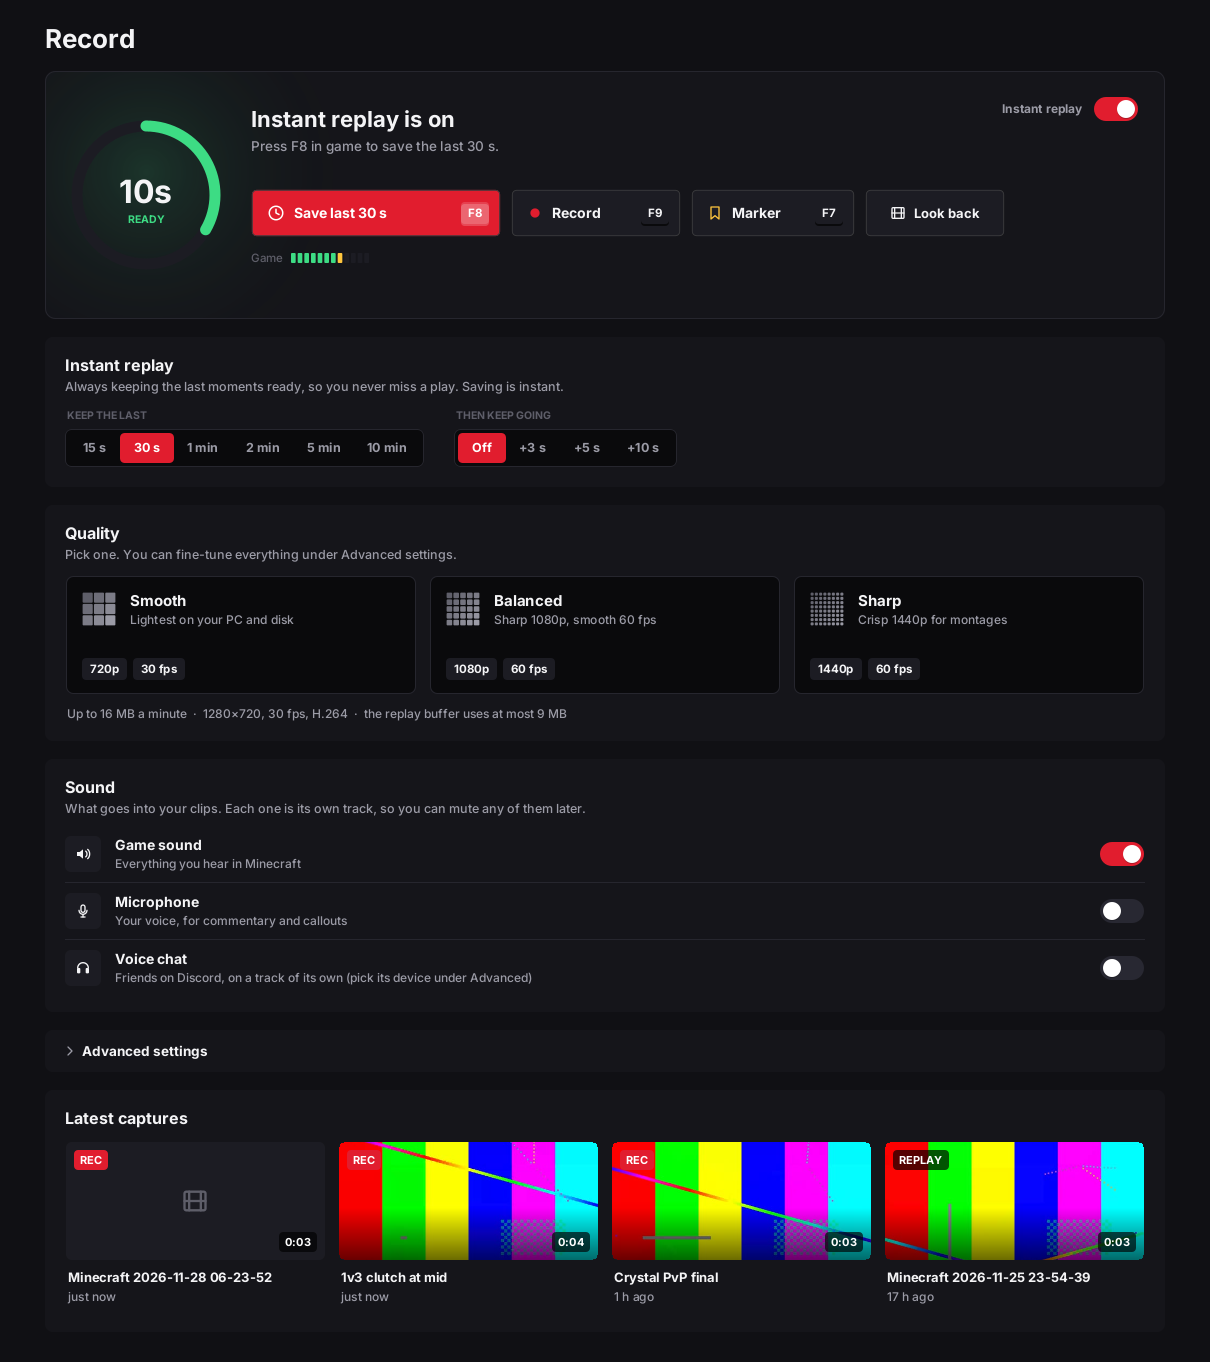 Record
Instant replay is on
Press F8 in game to save the last 30 s.
Instant replay
10s
READY
Save last 30 s F8
Record F9
Marker F7
Look back
Game
Instant replay
Always keeping the last moments ready, so you never miss a play. Saving is instant.
KEEP THE LAST
15 s 30 s 1 min 2 min 5 min 10 min
THEN KEEP GOING
Off +3 s +5 s +10 s
Quality
Pick one. You can fine-tune everything under Advanced settings.
Smooth
Lightest on your PC and disk
720p 30 fps
Balanced
Sharp 1080p, smooth 60 fps
1080p 60 fps
Sharp
Crisp 1440p for montages
1440p 60 fps
Up to 16 MB a minute · 1280×720, 30 fps, H.264 · the replay buffer uses at most 9 MB
Sound
What goes into your clips. Each one is its own track, so you can mute any of them later.
Game sound
Everything you hear in Minecraft
Microphone
Your voice, for commentary and callouts
Voice chat
Friends on Discord, on a track of its own (pick its device under Advanced)
Advanced settings
Latest captures
REC
0:03
Minecraft 2026-11-28 06-23-52
just now
REC
0:04
1v3 clutch at mid
just now
REC
0:03
Crystal PvP final
1 h ago
REPLAY
0:03
Minecraft 2026-11-25 23-54-39
17 h ago